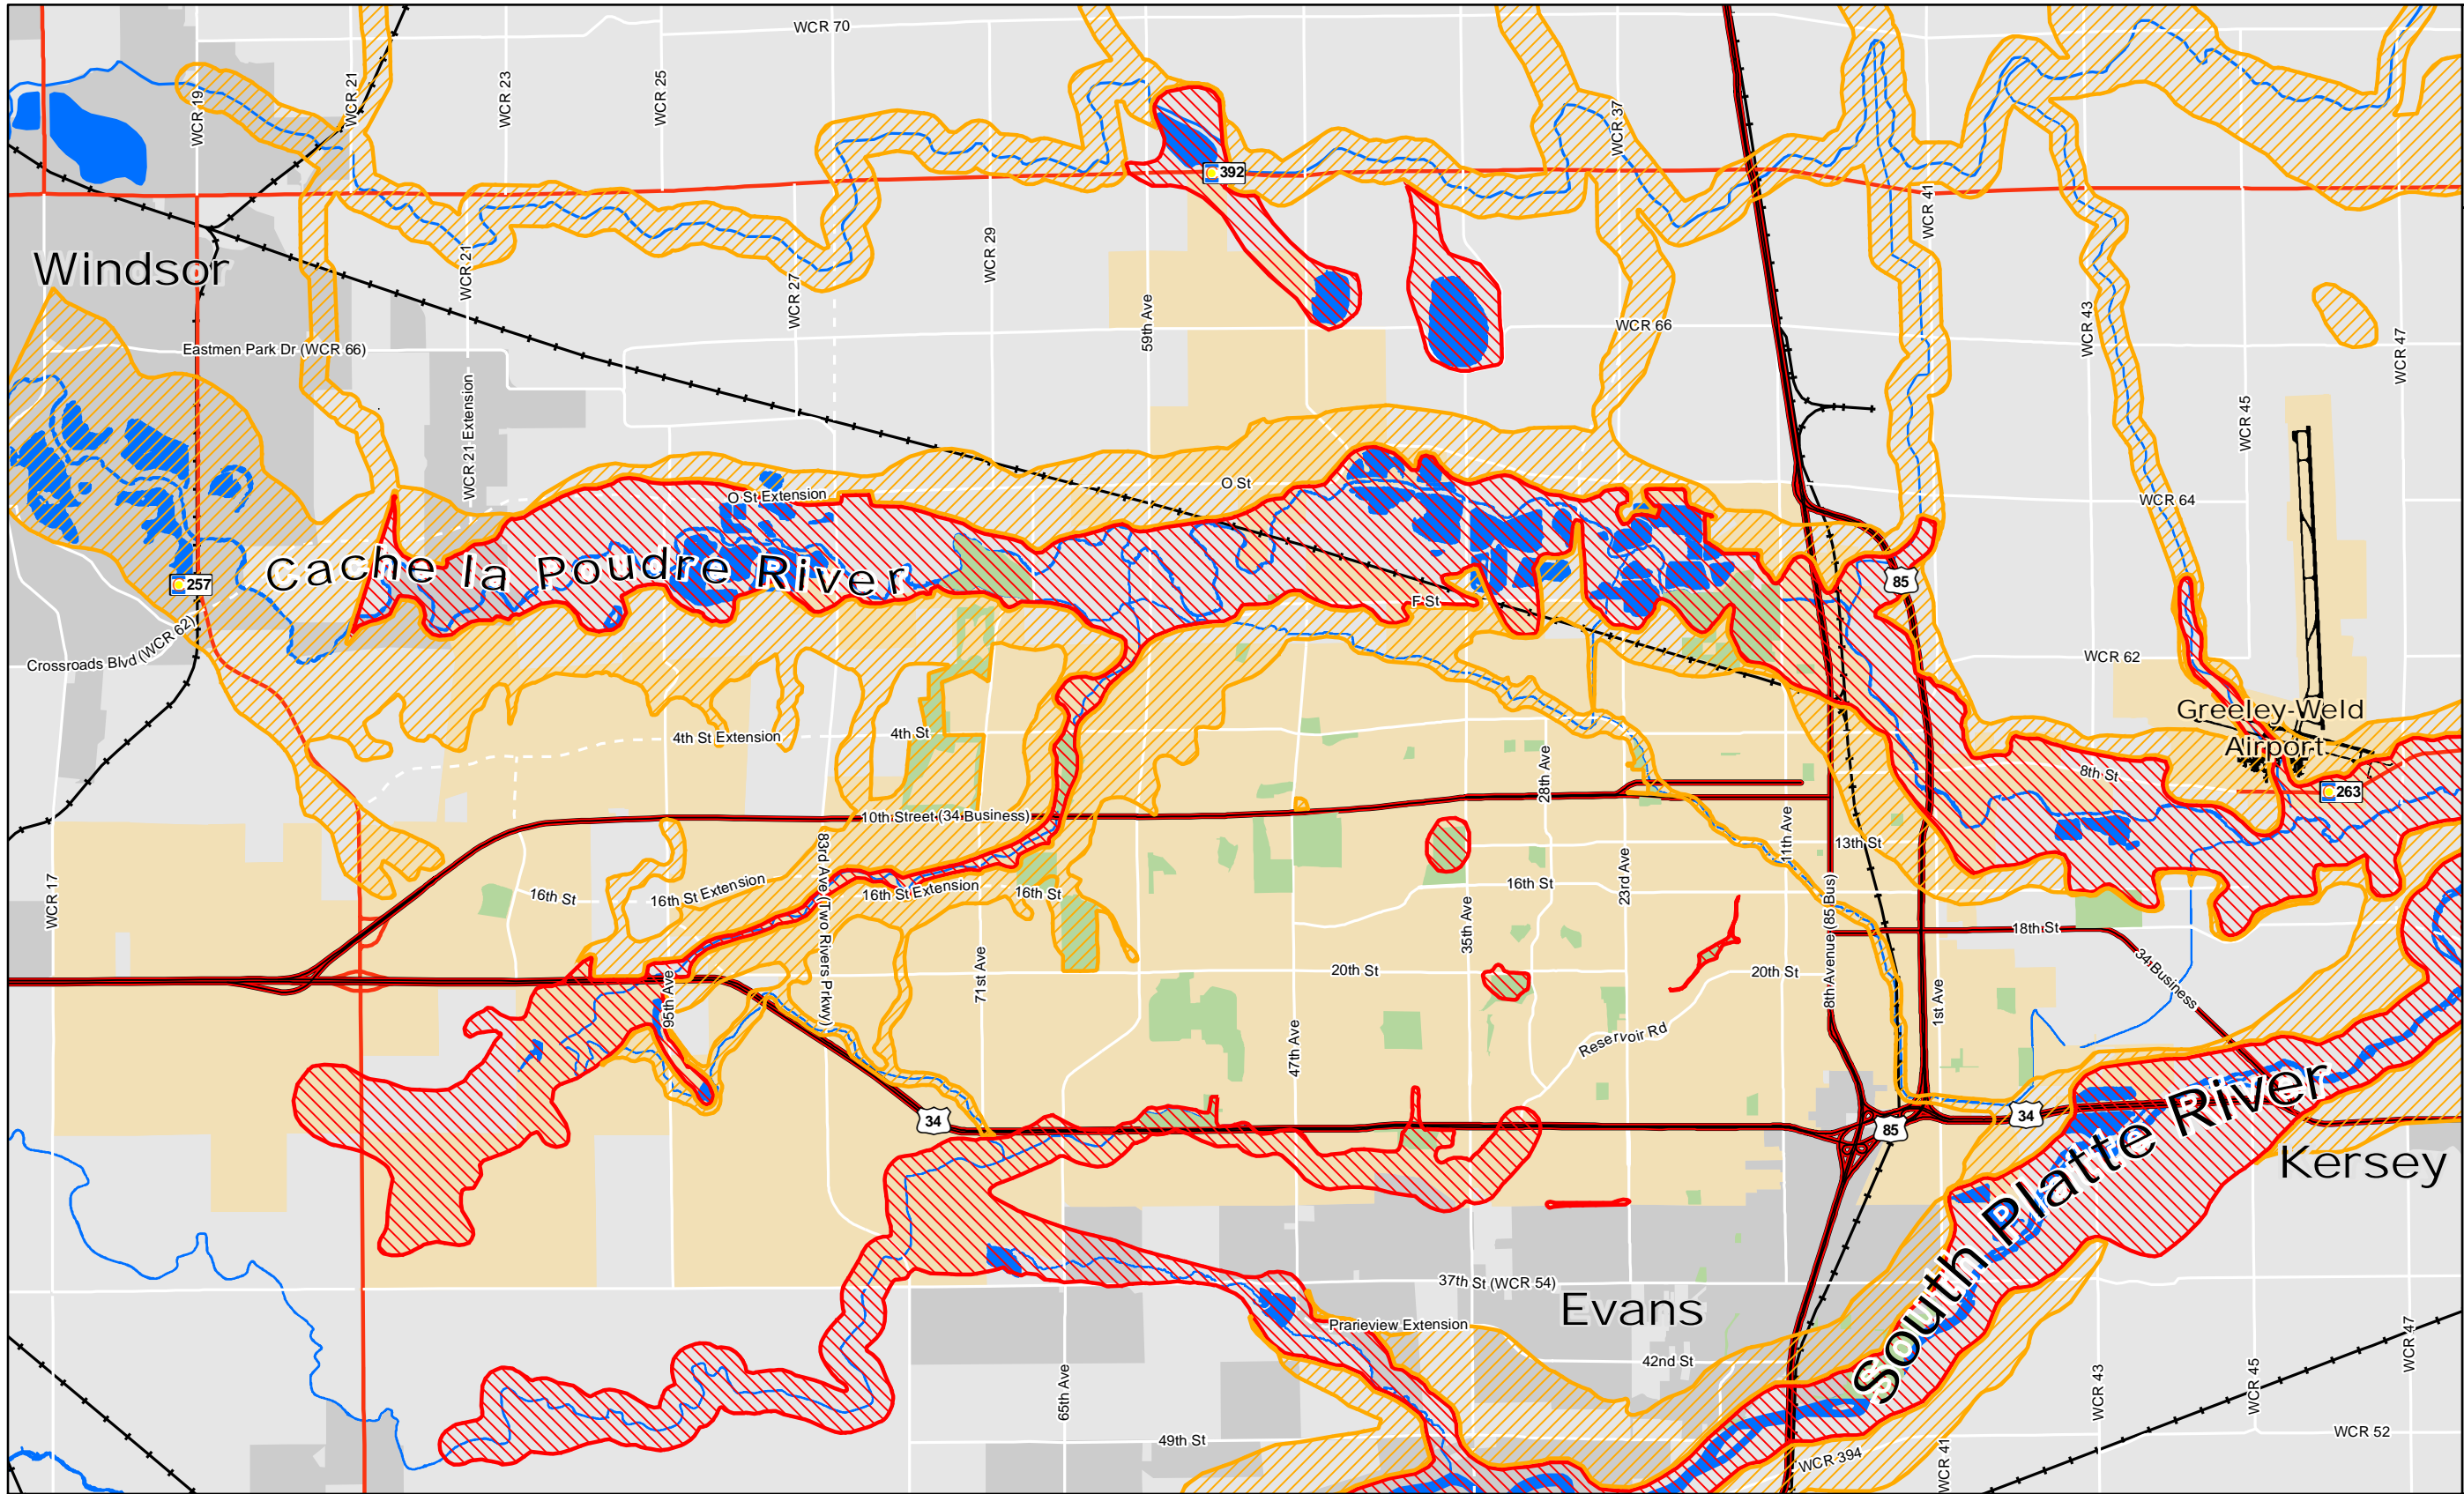 WCR 70
WCR 19
WCR 21
WCR 23
WCR 25
WCR 37
392
WCR 41
Windsor
WCR 21
WCR 27
WCR 29
59th Ave
WCR 66
WCR 43
WCR 47
Eastmen Park Dr (WCR 66)
WCR 21 Extension
WCR 45
O St Extension
O St
WCR 64
Cache la Poudre River
257
85
F St
Crossroads Blvd (WCR 62)
WCR 62
Greeley-Weld
Airport
4th St Extension
4th St
28th Ave
8th St
263
10th Street (34 Business)
11th Ave
13th St
83rd Ave (Two Rivers Prkwy)
WCR 17
16th St
16th St Extension
16th St Extension
16th St
16th St
23rd Ave
35th Ave
8th Avenue (85 Bus)
18th St
34 Business
95th Ave
71st Ave
20th St
20th St
1st Ave
Reservoir Rd
47th Ave
34
34
85
South Platte River
Kersey
37th St (WCR 54)
Evans
Prarieview Extension
42nd St
65th Ave
WCR 43
WCR 45
WCR 47
49th St
WCR 394
WCR 41
WCR 52